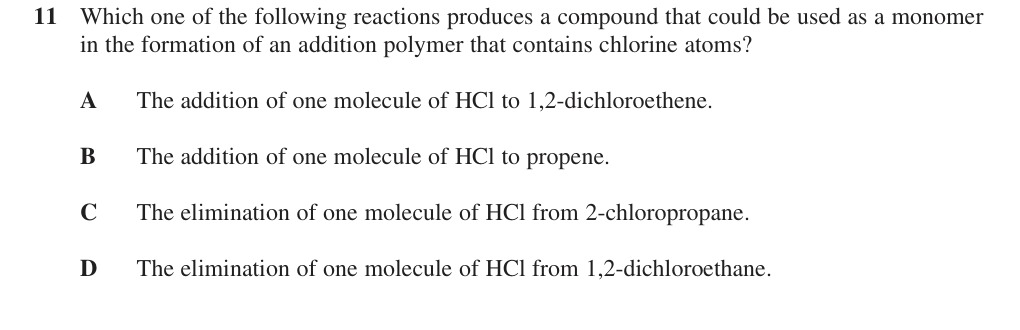 11 Which one of the following reactions produces a compound that could be used as a monomer
in the formation of an addition polymer that contains chlorine atoms?
A The addition of one molecule of HCl to 1,2-dichloroethene.
B The addition of one molecule of HCl to propene.
C The elimination of one molecule of HCl from 2-chloropropane.
D The elimination of one molecule of HCl from 1,2-dichloroethane.